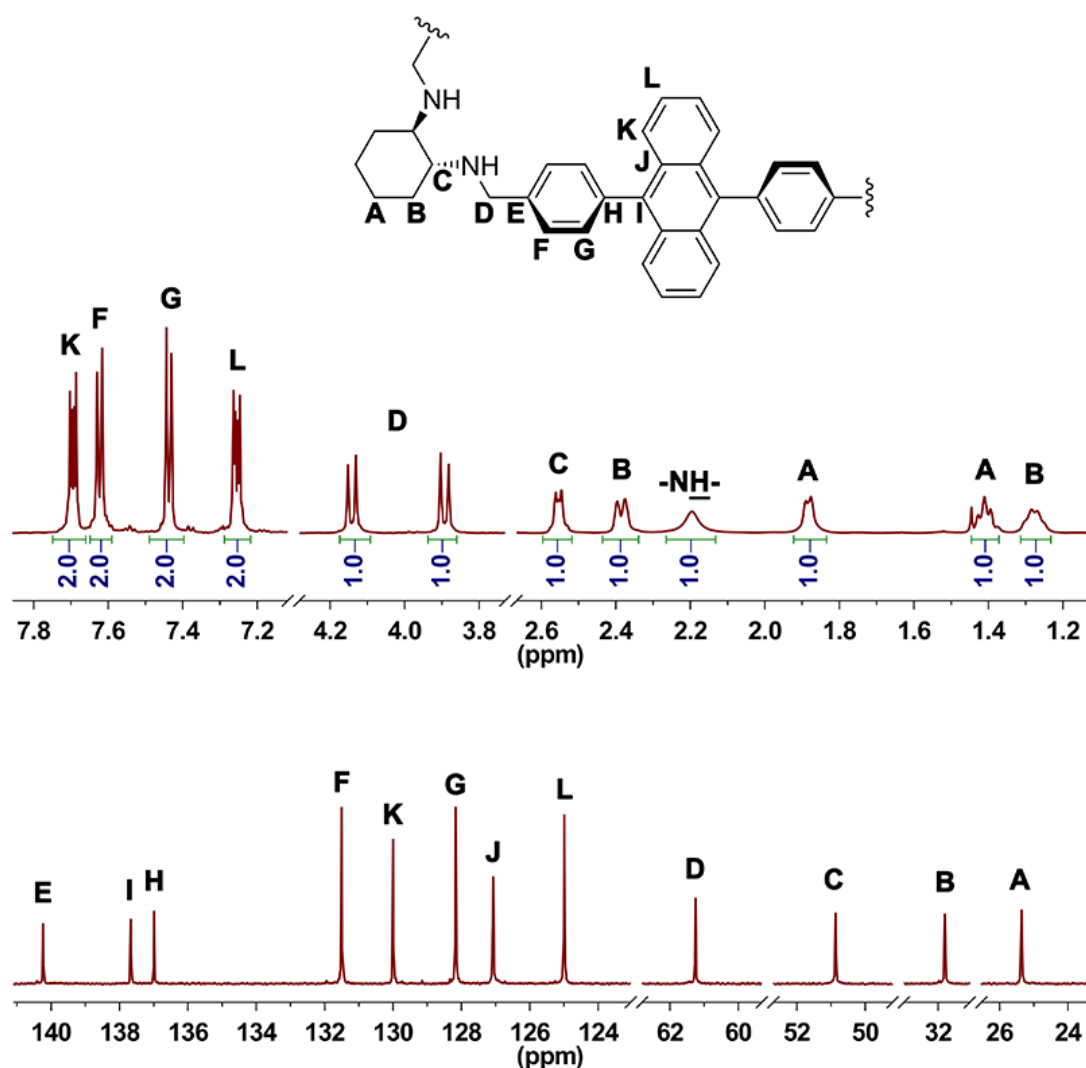 L
NH
K
J
NH
C
A B D E H I
F G
K F G L D C B -NH- A A B
2.0 2.0 2.0 2.0 1.0 1.0 1.0 1.0 1.0 1.0 1.0 1.0
7.8 7.6 7.4 7.2 4.2 4.0 3.8 2.6 2.4 2.2 2.0 1.8 1.6 1.4 1.2
(ppm)
E I H F K G J L D C B A
140 138 136 134 132 130 128 126 124 62 60 52 50 32 26 24
(ppm)